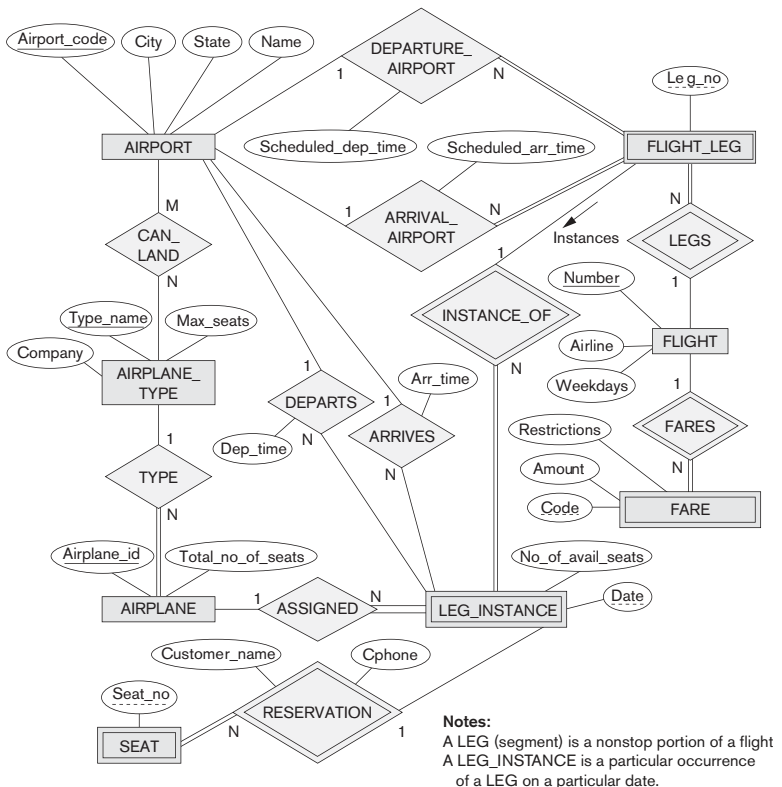 Airport_code
City
State
Name
DEPARTURE_
AIRPORT
1
N
Le g_no
Scheduled_dep_time
Scheduled_arr_time
AIRPORT
FLIGHT_LEG
M
1
N
N
ARRIVAL_
AIRPORT
CAN_
LAND
Instances
LEGS
1
N
Number
1
Type_name
Max_seats
INSTANCE_OF
Company
Airline
FLIGHT
AIRPLANE_
TYPE
1
Arr_time
N
Weekdays
1
DEPARTS
1
1
Restrictions
FARES
Dep_time
N
ARRIVES
TYPE
N
Amount
N
N
Code
FARE
Airplane_id
Total_no_of_seats
No_of_avail_seats
AIRPLANE
1
ASSIGNED
N
LEG_INSTANCE
Date
Customer_name
Cphone
Seat_no
RESERVATION
SEAT
N
1
Notes:
A LEG (segment) is a nonstop portion of a flight
A LEG_INSTANCE is a particular occurrence
of a LEG on a particular date.